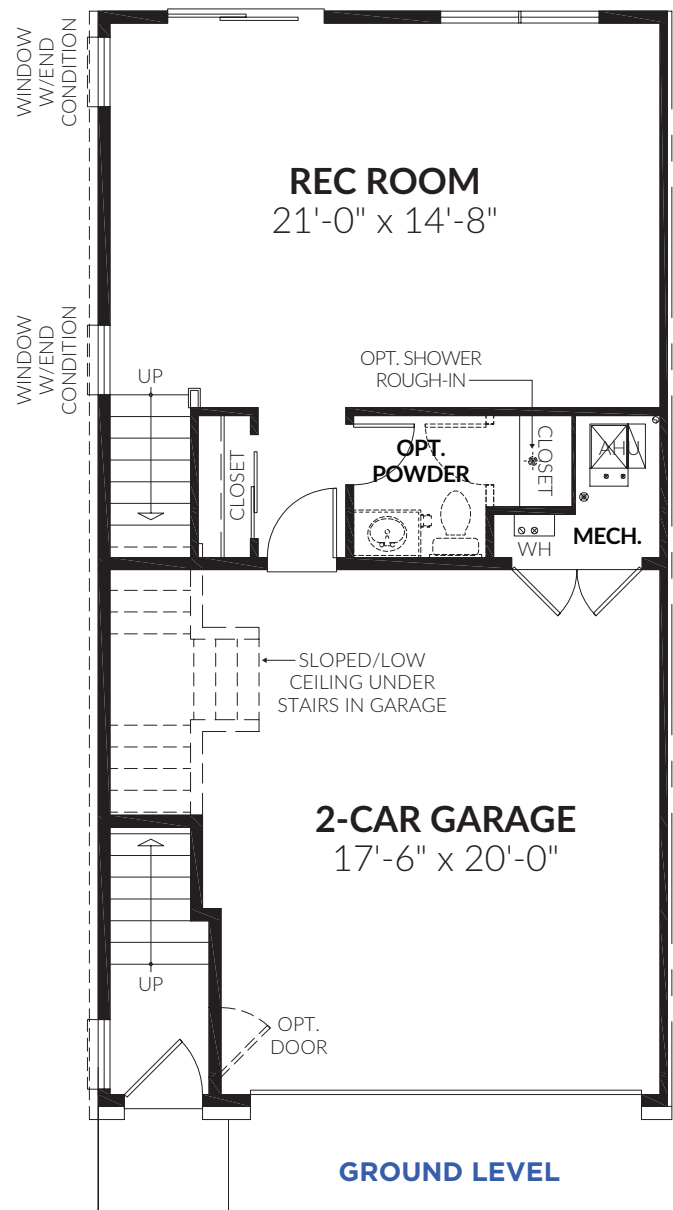 WINDOW
W/END
CONDITION
REC ROOM
21'-0" x 14'-8"
WINDOW
W/END
CONDITION
UP
OPT. SHOWER
ROUGH-IN
CLOSET
OPT.
POWDER
CLOSET
AHU
WH
MECH.
SLOPED/LOW
CEILING UNDER
STAIRS IN GARAGE
2-CAR GARAGE
17'-6" x 20'-0"
UP
OPT.
DOOR
GROUND LEVEL